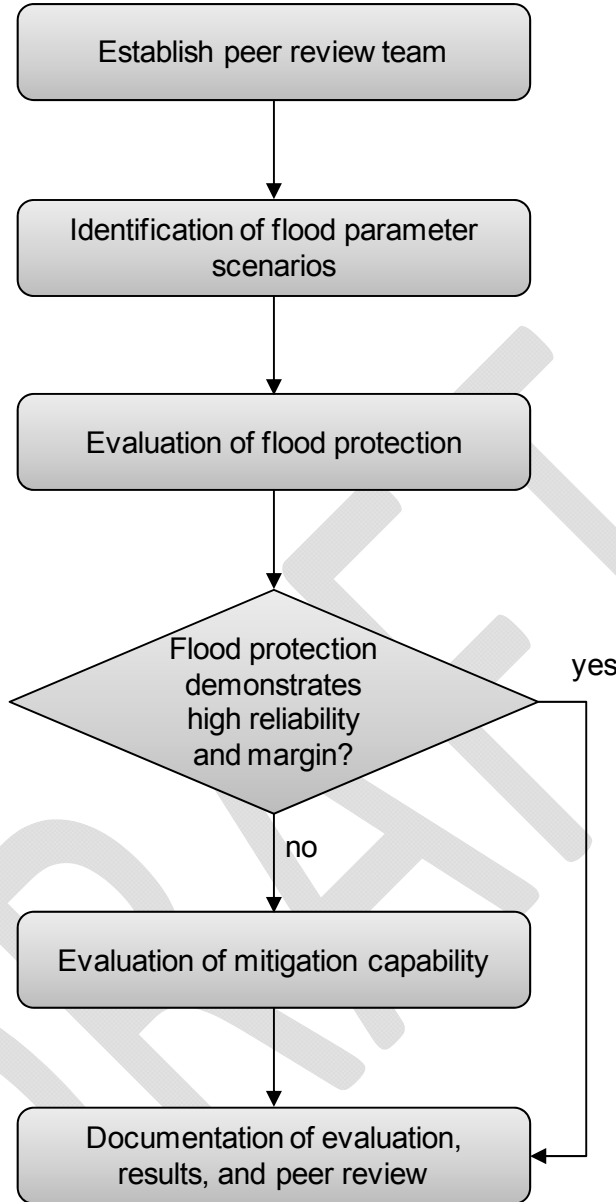 Establish peer review team
Identification of flood parameter
scenarios
Evaluation of flood protection
Flood protection
demonstrates
high reliability
and margin?
yes
no
Evaluation of mitigation capability
Documentation of evaluation,
results, and peer review
DRAFT